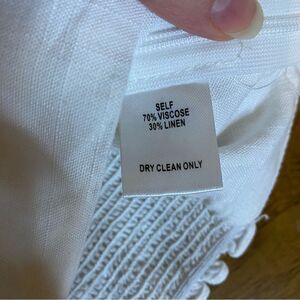 SELF
70% VISCOSE
30% LINEN
DRY CLEAN ONLY